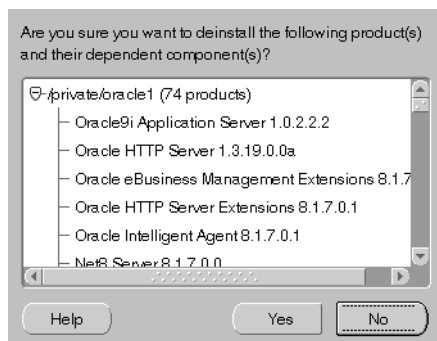 Are you sure you want to deinstall the following product(s)
and their dependent component(s)?
/private/oracle1 (74 products)
Oracle9i Application Server 1.0.2.2.2
Oracle HTTP Server 1.3.19.0.0a
Oracle eBusiness Management Extensions 8.1.7
Oracle HTTP Server Extensions 8.1.7.0.1
Oracle Intelligent Agent 8.1.7.0.1
Net8 Server 8.1.7.0.0
Help
Yes
No